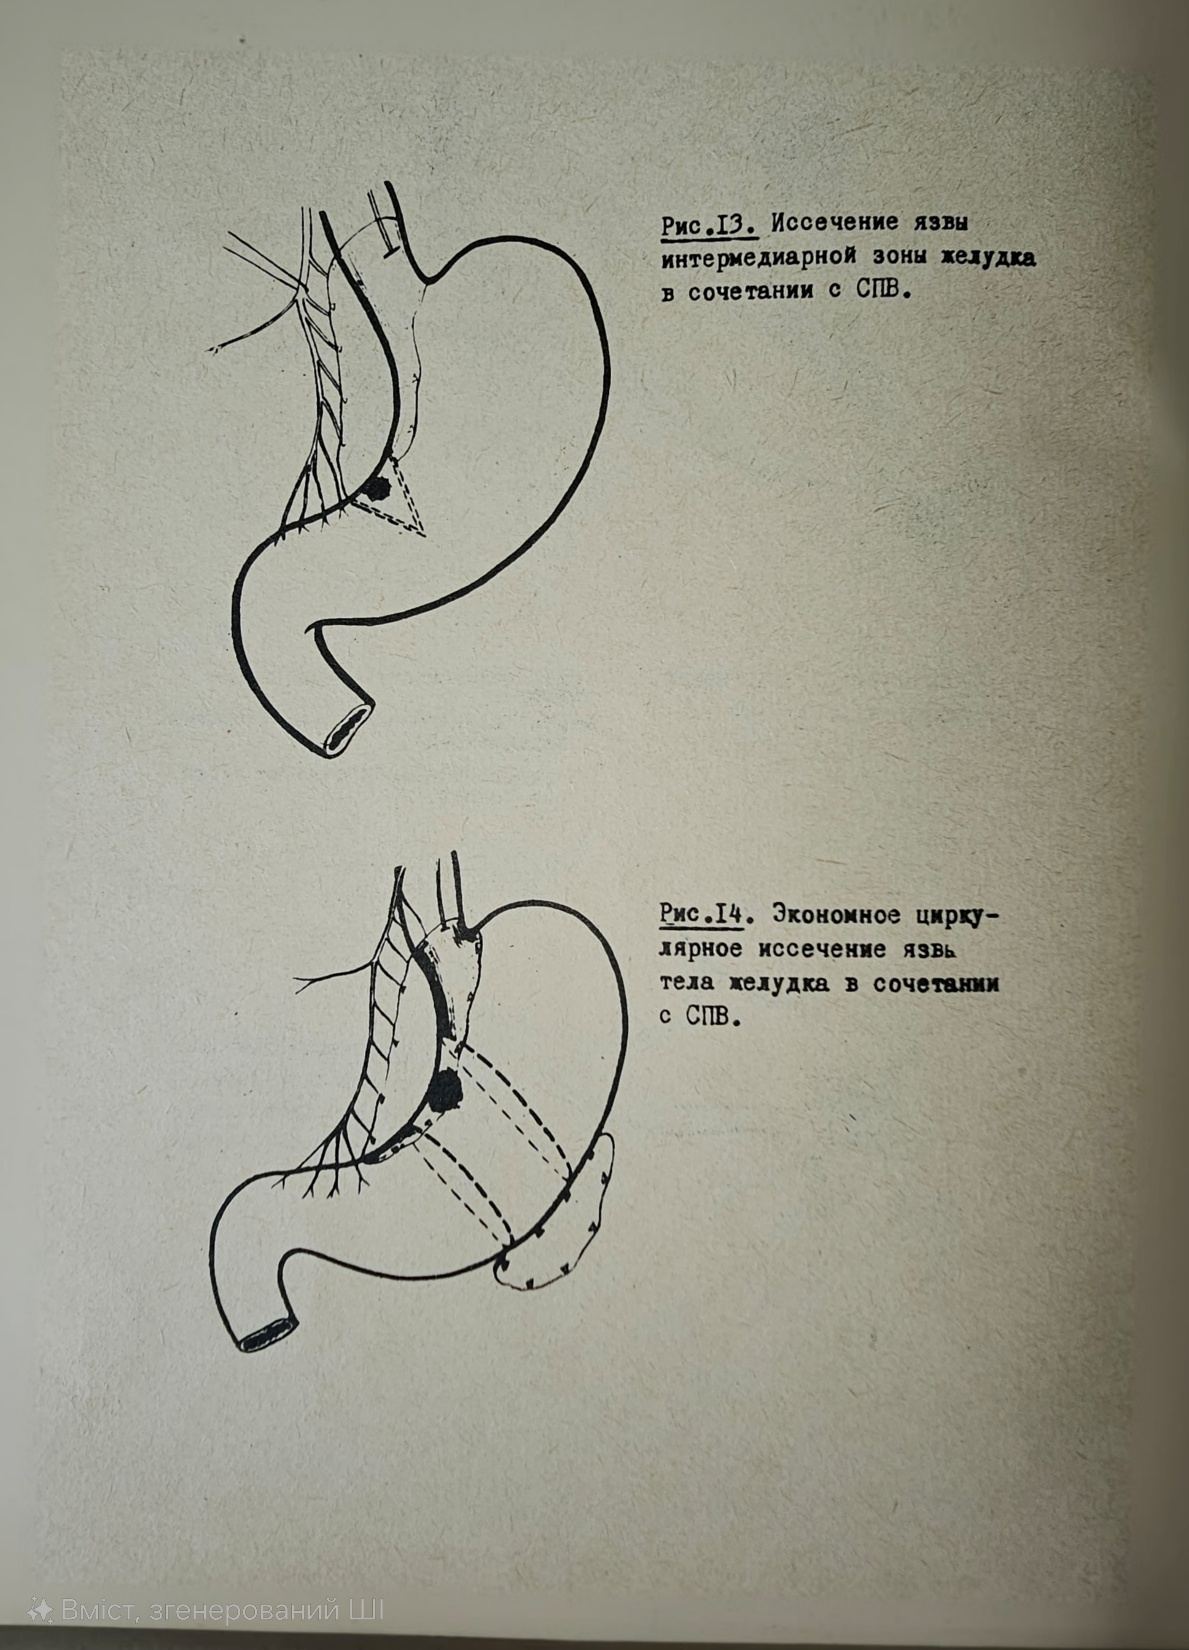 Рис.13. Иссечение язвы
интермедиарной зоны желудка
в сочетании с СПВ.
Рис.14. Экономное цирку-
лярное иссечение язвы
тела желудка в сочетании
с СПВ.
Вміст, згенерований ШІ